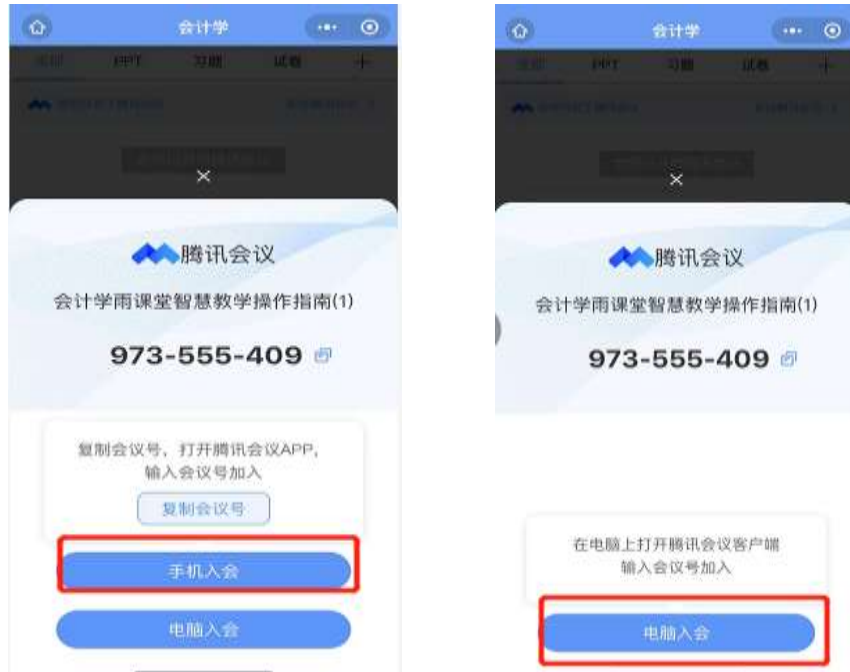 会计学
PPT 习题 试卷
腾讯会议
会计学雨课堂智慧教学操作指南(1)
973-555-409
复制会议号，打开腾讯会议APP，
输入会议号加入
复制会议号
手机入会
电脑入会
会计学
PPT 习题 试卷
腾讯会议
会计学雨课堂智慧教学操作指南(1)
973-555-409
在电脑上打开腾讯会议客户端
输入会议号加入
电脑入会